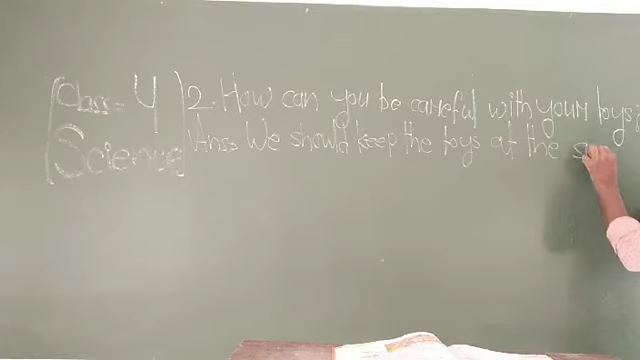 Class = 4
Science
2. How can you be careful with your toys?
Ans: We should keep the toys at the